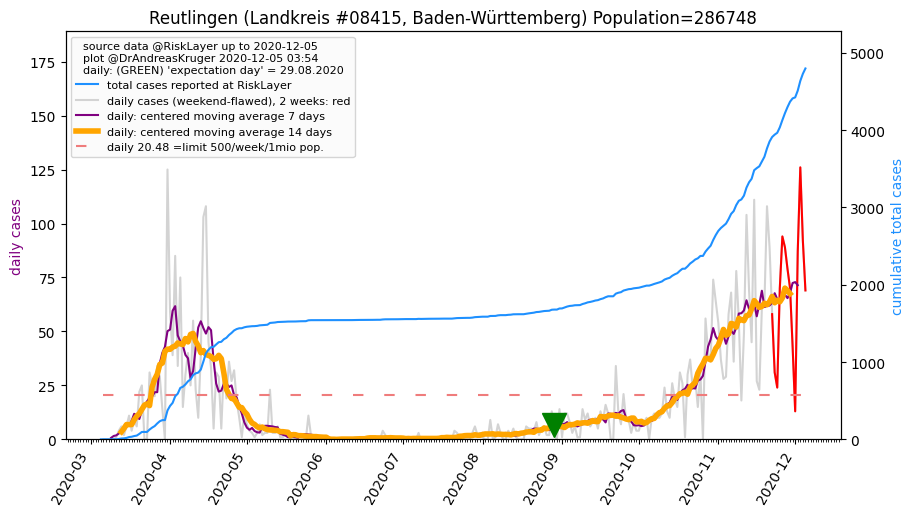 Reutlingen (Landkreis #08415, Baden-Württemberg) Population=286748
source data @RiskLayer up to 2020-12-05
plot @DrAndreasKruger 2020-12-05 03:54
daily: (GREEN) 'expectation day' = 29.08.2020
total cases reported at RiskLayer
daily cases (weekend-flawed), 2 weeks: red
daily: centered moving average 7 days
daily: centered moving average 14 days
daily 20.48 =limit 500/week/1mio pop.
daily cases
175
150
125
100
75
50
25
0
cumulative total cases
5000
4000
3000
2000
1000
0
2020-03
2020-04
2020-05
2020-06
2020-07
2020-08
2020-09
2020-10
2020-11
2020-12